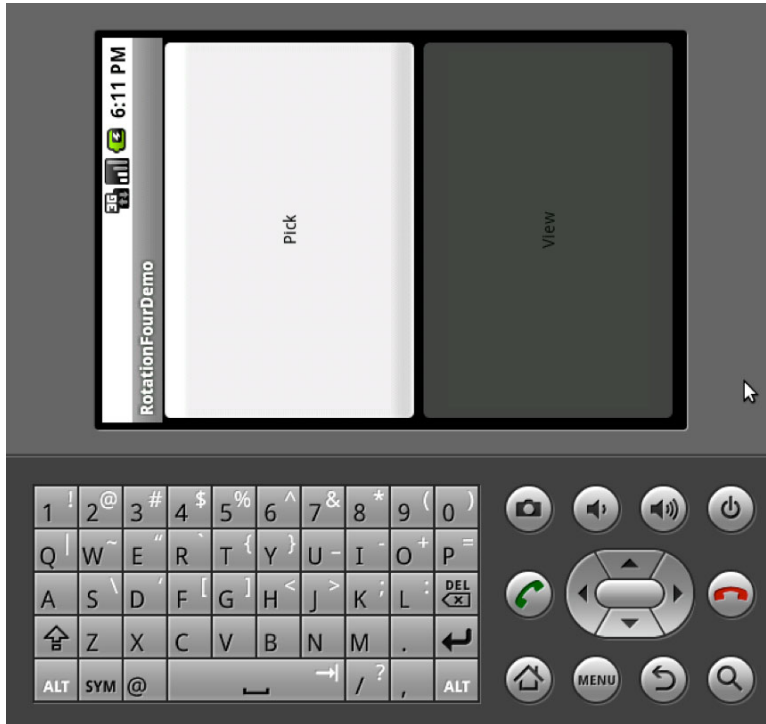 3G 6:11 PM
RotationFourDemo
Pick
View
1 ! 2 @ 3 # 4 $ 5 % 6 ^ 7 & 8 * 9 ( 0 )
Q | W ~ E " R ` T { Y } U - I - O + P =
A S \ D ' F [ G ] H < J > K ; L : DEL
Z X C V B N M .
ALT SYM @ / ? , ALT
MENU